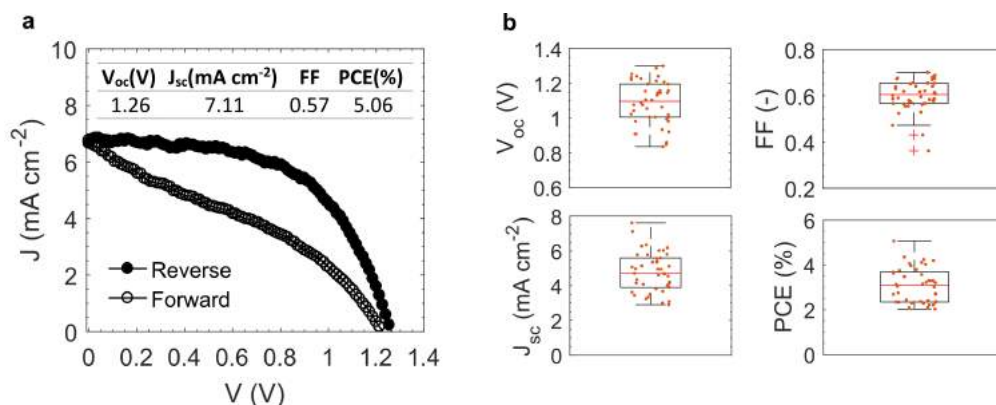 a
10
8
6
4
2
0
J (mA cm⁻²)
V_oc(V) J_sc(mA cm⁻²) FF PCE(%)
1.26 7.11 0.57 5.06
Reverse
Forward
0 0.2 0.4 0.6 0.8 1 1.2 1.4
V (V)
b
1.4
1.2
1
0.8
0.6
V_oc (V)
0.8
0.6
0.4
0.2
FF (-)
8
6
4
2
0
J_sc (mA cm⁻²)
6
4
2
0
PCE (%)